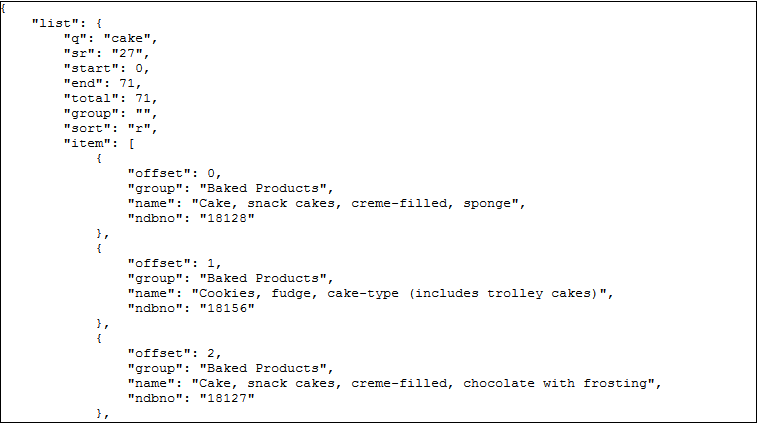 {
    "list": {
        "q": "cake",
        "sr": "27",
        "start": 0,
        "end": 71,
        "total": 71,
        "group": "",
        "sort": "r",
        "item": [
            {
                "offset": 0,
                "group": "Baked Products",
                "name": "Cake, snack cakes, creme-filled, sponge",
                "ndbno": "18128"
            },
            {
                "offset": 1,
                "group": "Baked Products",
                "name": "Cookies, fudge, cake-type (includes trolley cakes)",
                "ndbno": "18156"
            },
            {
                "offset": 2,
                "group": "Baked Products",
                "name": "Cake, snack cakes, creme-filled, chocolate with frosting",
                "ndbno": "18127"
            },